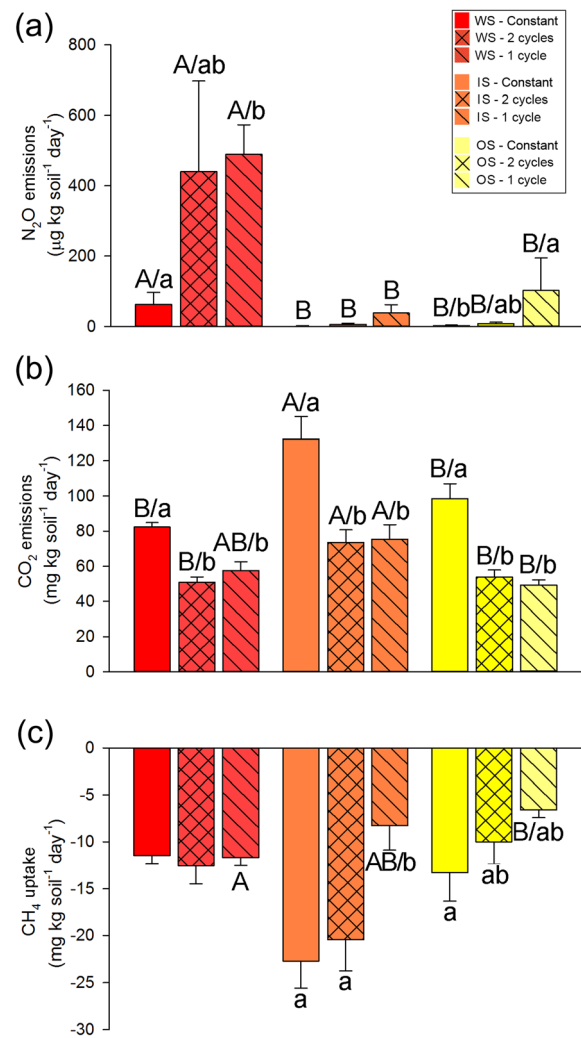 (a)
WS - Constant
WS - 2 cycles
WS - 1 cycle
IS - Constant
IS - 2 cycles
IS - 1 cycle
OS - Constant
OS - 2 cycles
OS - 1 cycle
N₂O emissions
(µg kg soil⁻¹ day⁻¹)
800
600
400
200
0
A/a
A/ab
A/b
B
B
B
B/b
B/ab
B/a
(b)
CO₂ emissions
(mg kg soil⁻¹ day⁻¹)
160
140
120
100
80
60
40
20
0
B/a
B/b
AB/b
A/a
A/b
A/b
B/a
B/b
B/b
(c)
CH₄ uptake
(mg kg soil⁻¹ day⁻¹)
0
-5
-10
-15
-20
-25
-30
A
a
a
AB/b
a
ab
B/ab